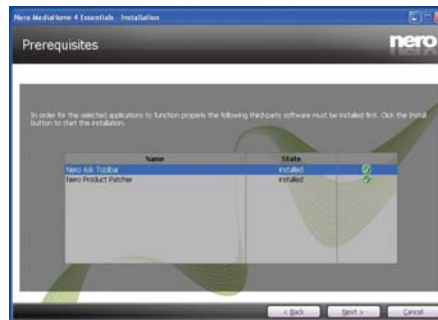 Nero MediaHome 4 Essentials - Installation
Prerequisites
nero
In order for the selected applications to function properly the following third-party software must be installed first. Click the Install
button to start the installation.
Name State
Nero Ask Toolbar installed
Nero Product Patcher installed
< Back Next > Cancel